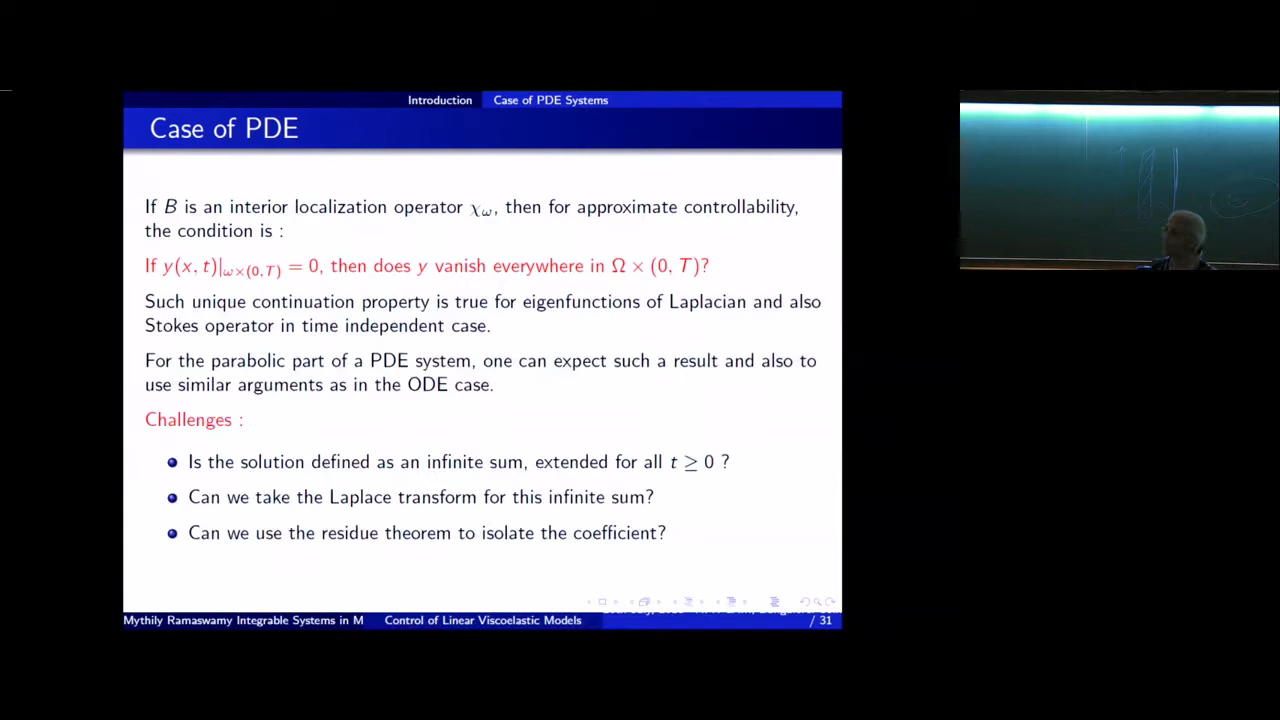 Introduction Case of PDE Systems
Case of PDE
If B is an interior localization operator χω, then for approximate controllability,
the condition is :
If y(x, t)|ω×(0,T) = 0, then does y vanish everywhere in Ω × (0, T)?
Such unique continuation property is true for eigenfunctions of Laplacian and also
Stokes operator in time independent case.
For the parabolic part of a PDE system, one can expect such a result and also to
use similar arguments as in the ODE case.
Challenges :
Is the solution defined as an infinite sum, extended for all t ≥ 0 ?
Can we take the Laplace transform for this infinite sum?
Can we use the residue theorem to isolate the coefficient?
Mythily Ramaswamy Integrable Systems in M Control of Linear Viscoelastic Models
/ 31